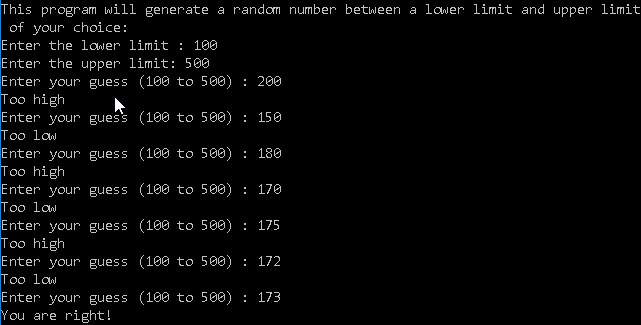 This program will generate a random number between a lower limit and upper limit
of your choice:
Enter the lower limit : 100
Enter the upper limit: 500
Enter your guess (100 to 500) : 200
Too high
Enter your guess (100 to 500) : 150
Too low
Enter your guess (100 to 500) : 180
Too high
Enter your guess (100 to 500) : 170
Too low
Enter your guess (100 to 500) : 175
Too high
Enter your guess (100 to 500) : 172
Too low
Enter your guess (100 to 500) : 173
You are right!